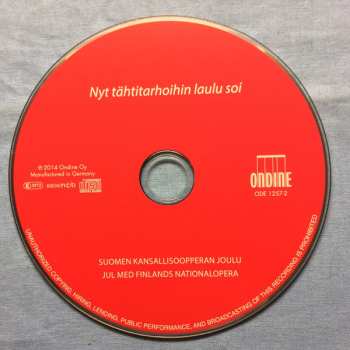 Nyt tähtitarhoihin laulu soi
℗ 2014 Ondine Oy
Manufactured in Germany
ONDINE
ODE 1257-2
SUOMEN KANSALLISOOPPERAN JOULU
JUL MED FINLANDS NATIONALOPERA
UNAUTHORIZED COPYING, HIRING, LENDING, PUBLIC PERFORMANCE, AND BROADCASTING OF THIS RECORDING IS PROHIBITED